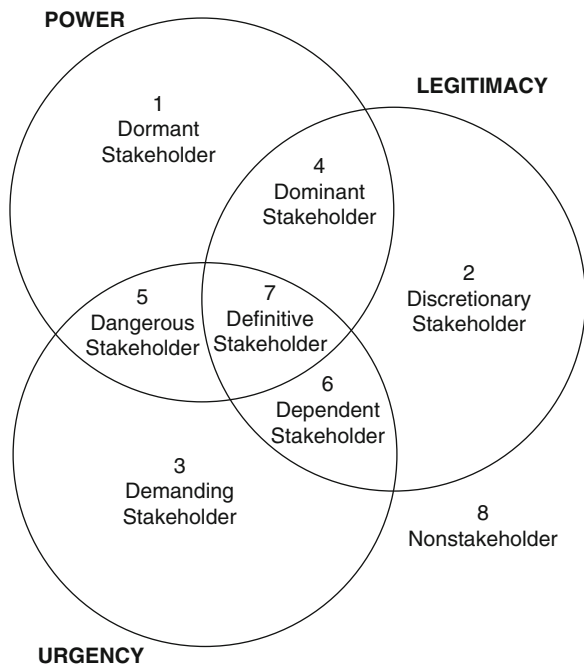 POWER
LEGITIMACY
1
Dormant
Stakeholder
4
Dominant
Stakeholder
2
Discretionary
Stakeholder
5
Dangerous
Stakeholder
7
Definitive
Stakeholder
6
Dependent
Stakeholder
3
Demanding
Stakeholder
8
Nonstakeholder
URGENCY